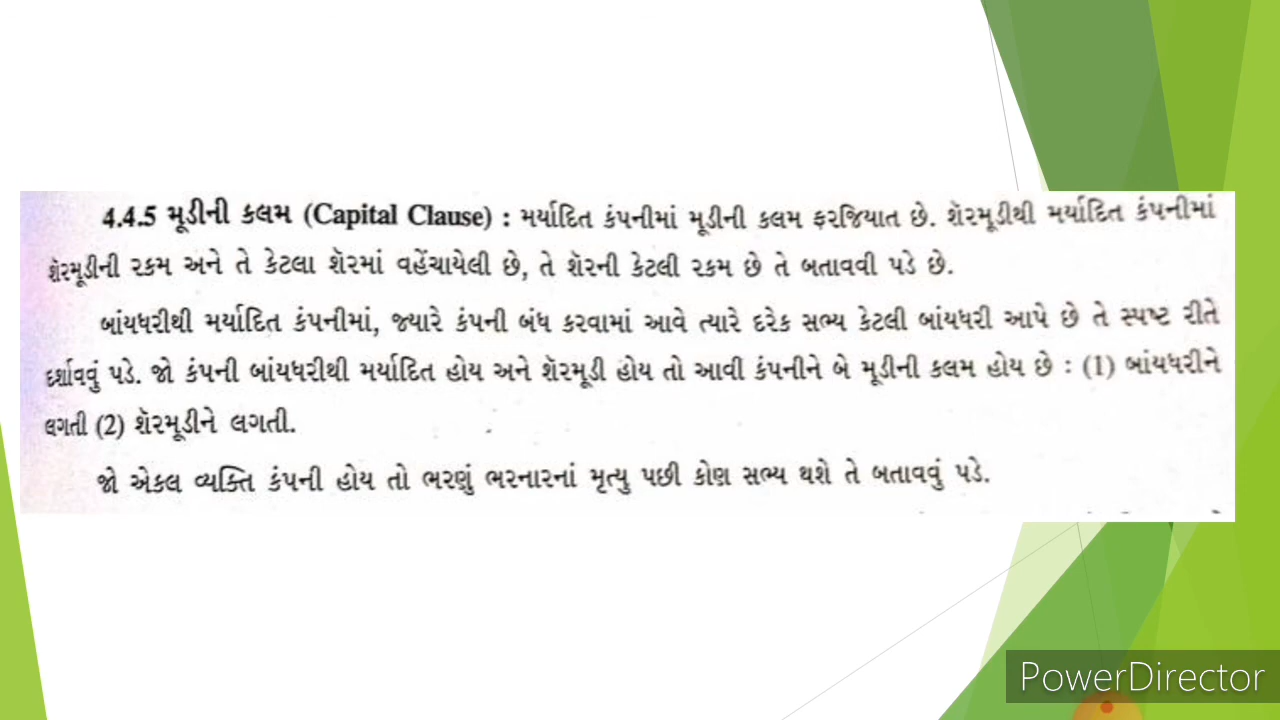 4.4.5 મૂડીની કલમ (Capital Clause) : મર્યાદિત કંપનીમાં મૂડીની કલમ ફરજિયાત છે. શૅરમૂડીથી મર્યાદિત કંપનીમાં
શૅરમૂડીની રકમ અને તે કેટલા શૅરમાં વહેંચાયેલી છે, તે શૅરની કેટલી રકમ છે તે બતાવવી પડે છે.
બાંયધરીથી મર્યાદિત કંપનીમાં, જ્યારે કંપની બંધ કરવામાં આવે ત્યારે દરેક સભ્ય કેટલી બાંયધરી આપે છે તે સ્પષ્ટ રીતે
દર્શાવવું પડે. જો કંપની બાંયધરીથી મર્યાદિત હોય અને શૅરમૂડી હોય તો આવી કંપનીને બે મૂડીની કલમ હોય છે : (1) બાંયધરીને
લગતી (2) શૅરમૂડીને લગતી.
જો એકલ વ્યક્તિ કંપની હોય તો ભરણું ભરનારનાં મૃત્યુ પછી કોણ સભ્ય થશે તે બતાવવું પડે.
PowerDirector